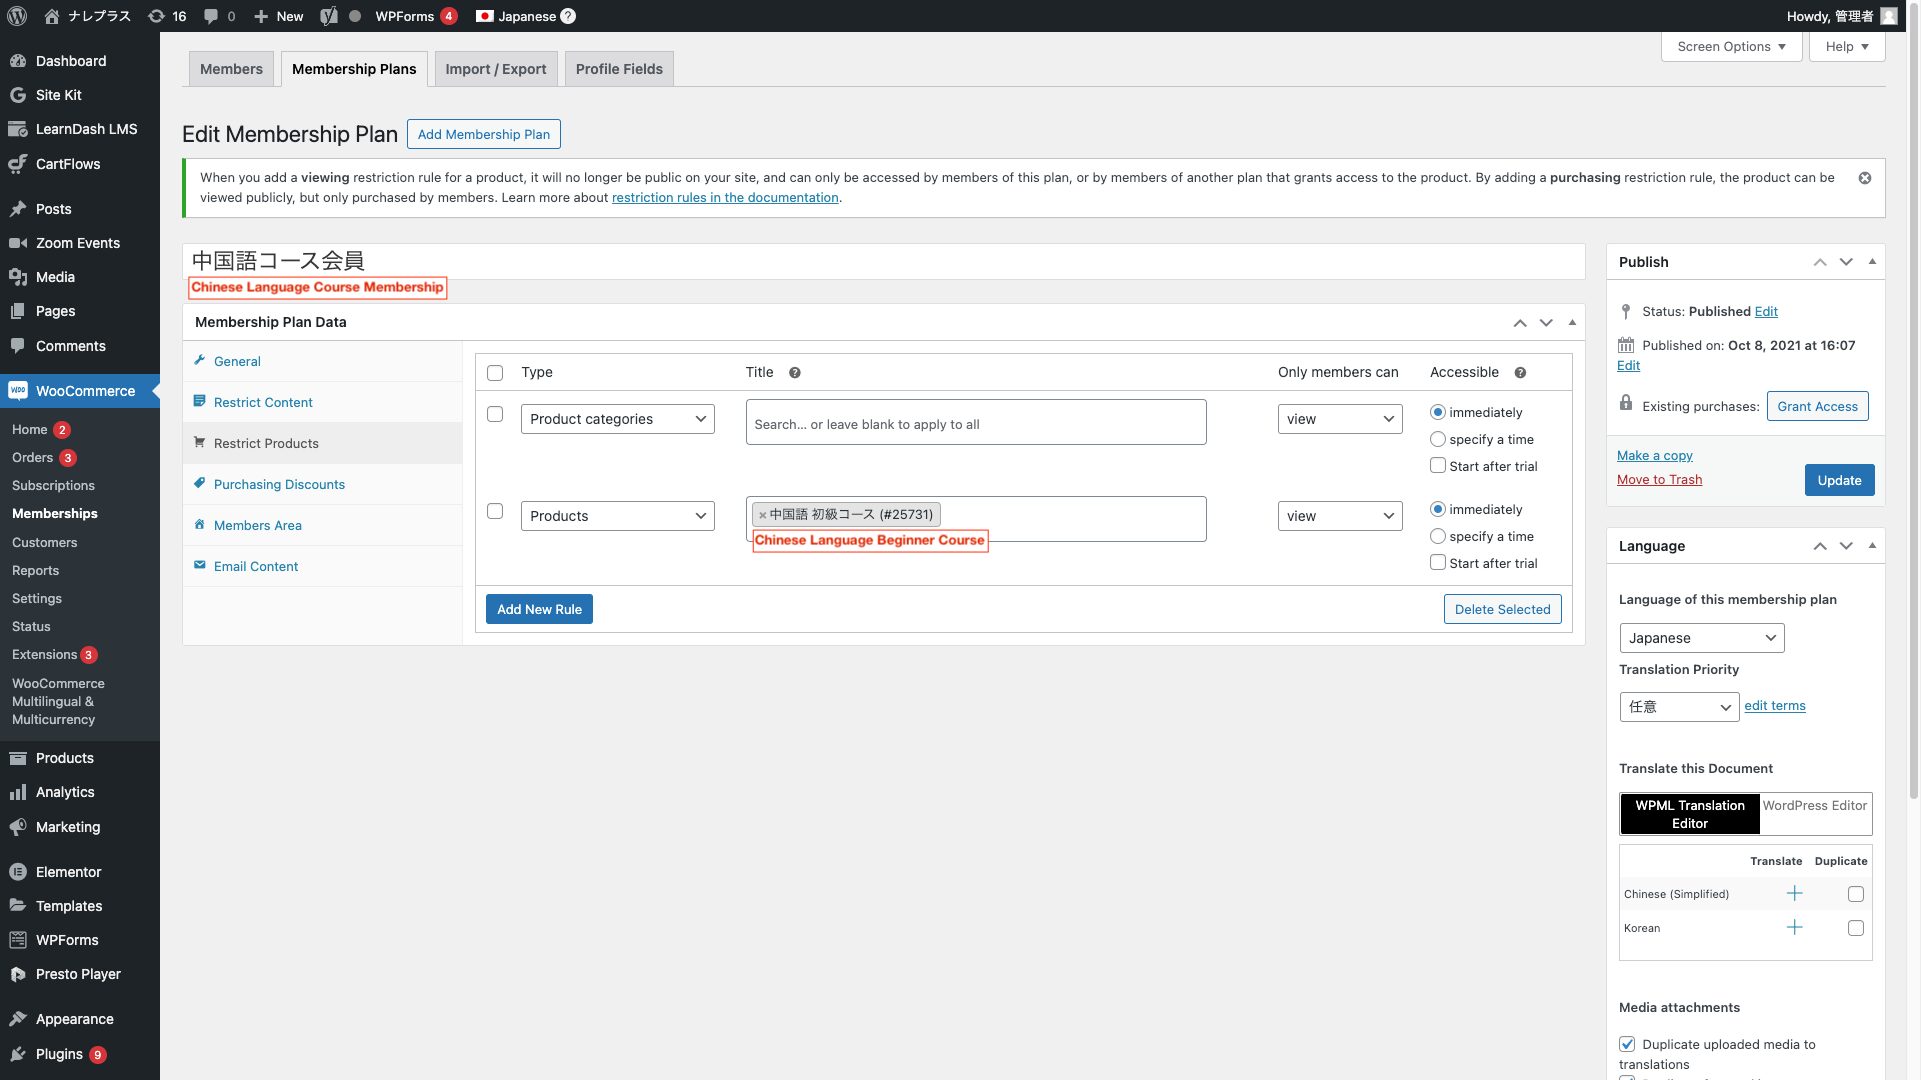 ナレプラス
16
0
New
WPForms 4
Japanese
Howdy, 管理者
Dashboard
Site Kit
LearnDash LMS
CartFlows
Posts
Zoom Events
Media
Pages
Comments
WooCommerce
Home 2
Orders 3
Subscriptions
Memberships
Customers
Reports
Settings
Status
Extensions 3
WooCommerce
Multilingual &
Multicurrency
Products
Analytics
Marketing
Elementor
Templates
WPForms
Presto Player
Appearance
Plugins 9
Screen Options
Help
Members
Membership Plans
Import / Export
Profile Fields
Edit Membership Plan
Add Membership Plan
When you add a viewing restriction rule for a product, it will no longer be public on your site, and can only be accessed by members of this plan, or by members of another plan that grants access to the product. By adding a purchasing restriction rule, the product can be
viewed publicly, but only purchased by members. Learn more about restriction rules in the documentation.
中国語コース会員
Chinese Language Course Membership
Membership Plan Data
General
Restrict Content
Restrict Products
Purchasing Discounts
Members Area
Email Content
Type
Title
Only members can
Accessible
Product categories
Search… or leave blank to apply to all
view
immediately
specify a time
Start after trial
Products
×中国語 初級コース (#25731)
Chinese Language Beginner Course
view
immediately
specify a time
Start after trial
Add New Rule
Delete Selected
Publish
Status: Published Edit
Published on: Oct 8, 2021 at 16:07
Edit
Existing purchases:
Grant Access
Make a copy
Move to Trash
Update
Language
Language of this membership plan
Japanese
Translation Priority
任意
edit terms
Translate this Document
WPML Translation
Editor
WordPress Editor
Translate
Duplicate
Chinese (Simplified)
Korean
Media attachments
Duplicate uploaded media to
translations